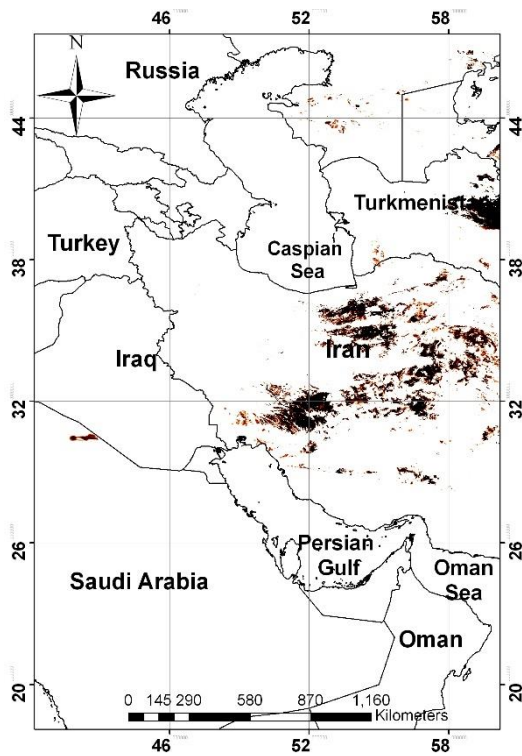 46 52 58
N
Russia
44 44
Turkmenist
Turkey
Caspian
Sea
38 38
Iraq
Iran
32 32
Persian
Gulf
26 26
Saudi Arabia
Oman
Sea
Oman
20 20
0 145 290 580 870 1,160
Kilometers
46 52 58